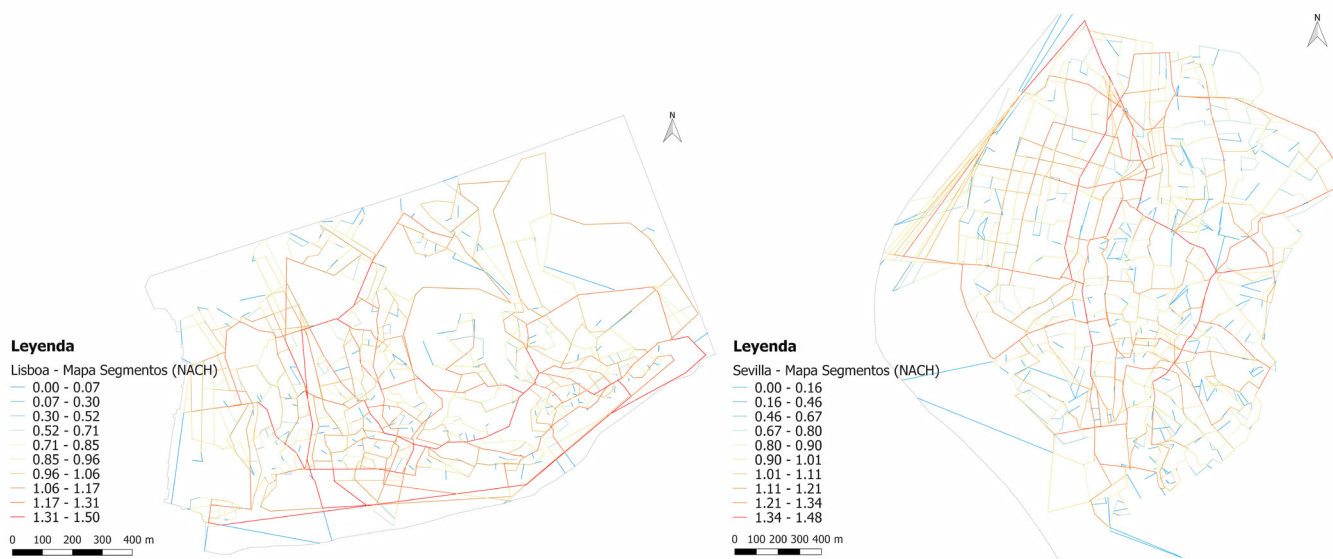 N
Leyenda
Lisboa - Mapa Segmentos (NACH)
0.00 - 0.07
0.07 - 0.30
0.30 - 0.52
0.52 - 0.71
0.71 - 0.85
0.85 - 0.96
0.96 - 1.06
1.06 - 1.17
1.17 - 1.31
1.31 - 1.50
0 100 200 300 400 m
N
Leyenda
Sevilla - Mapa Segmentos (NACH)
0.00 - 0.16
0.16 - 0.46
0.46 - 0.67
0.67 - 0.80
0.80 - 0.90
0.90 - 1.01
1.01 - 1.11
1.11 - 1.21
1.21 - 1.34
1.34 - 1.48
0 100 200 300 400 m